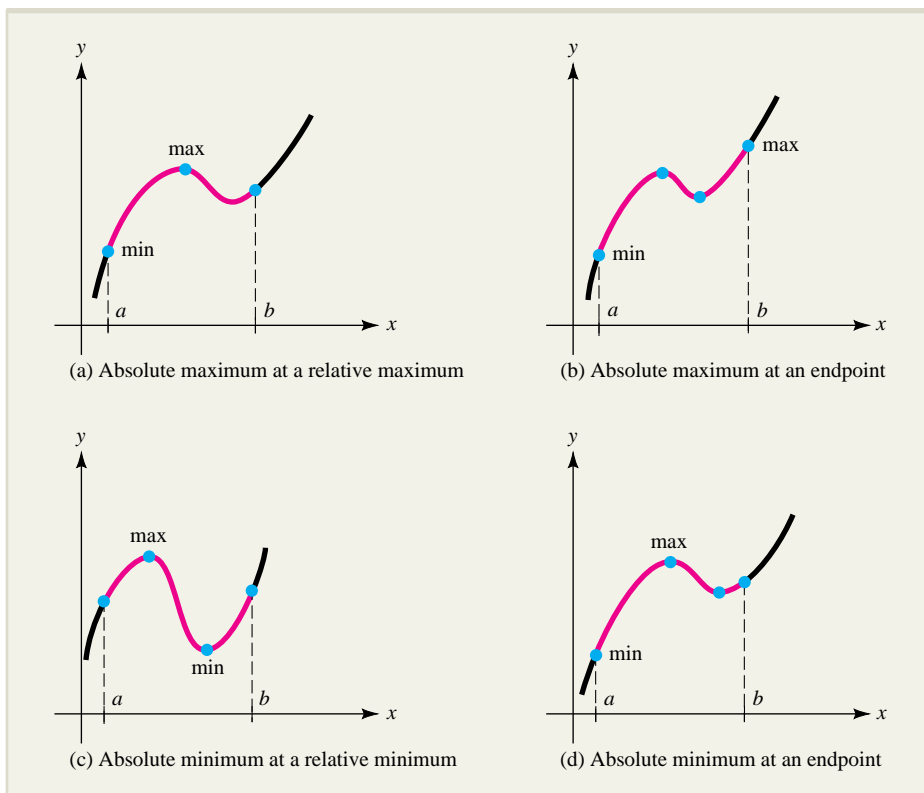 y
y
max
max
min
min
a
b
x
a
b
x
(a) Absolute maximum at a relative maximum
(b) Absolute maximum at an endpoint
y
y
max
max
min
min
a
b
x
a
b
x
(c) Absolute minimum at a relative minimum
(d) Absolute minimum at an endpoint